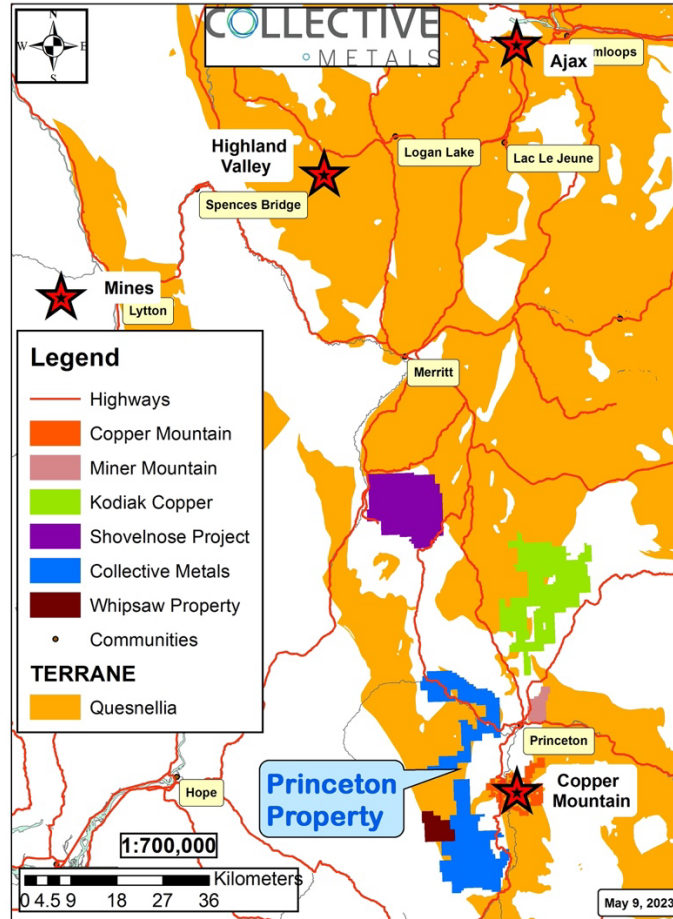 N
W E
S
COLLECTIVE
METALS
mloops
Ajax
Highland
Valley
Logan Lake
Lac Le Jeune
Spences Bridge
Mines
Lytton
Merritt
Legend
Highways
Copper Mountain
Miner Mountain
Kodiak Copper
Shovelnose Project
Collective Metals
Whipsaw Property
Communities
TERRANE
Quesnellia
Princeton
Princeton
Property
Copper
Mountain
Hope
1:700,000
Kilometers
0 4.5 9 18 27 36
May 9, 2023